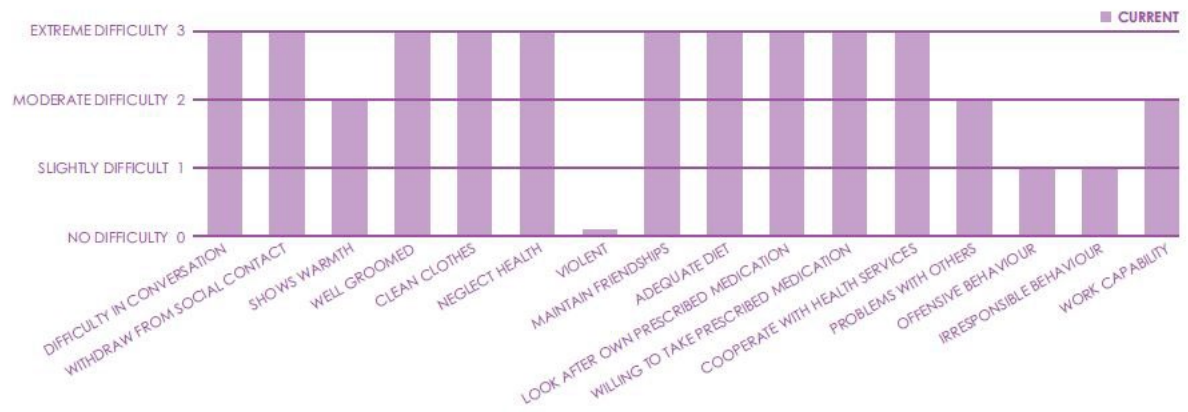 CURRENT
EXTREME DIFFICULTY 3
MODERATE DIFFICULTY 2
SLIGHTLY DIFFICULT 1
NO DIFFICULTY 0
DIFFICULTY IN CONVERSATION
WITHDRAW FROM SOCIAL CONTACT
SHOWS WARMTH
WELL GROOMED
CLEAN CLOTHES
NEGLECT HEALTH
VIOLENT
MAINTAIN FRIENDSHIPS
ADEQUATE DIET
LOOK AFTER OWN PRESCRIBED MEDICATION
WILLING TO TAKE PRESCRIBED MEDICATION
COOPERATE WITH HEALTH SERVICES
PROBLEMS WITH OTHERS
OFFENSIVE BEHAVIOUR
IRRESPONSIBLE BEHAVIOUR
WORK CAPABILITY